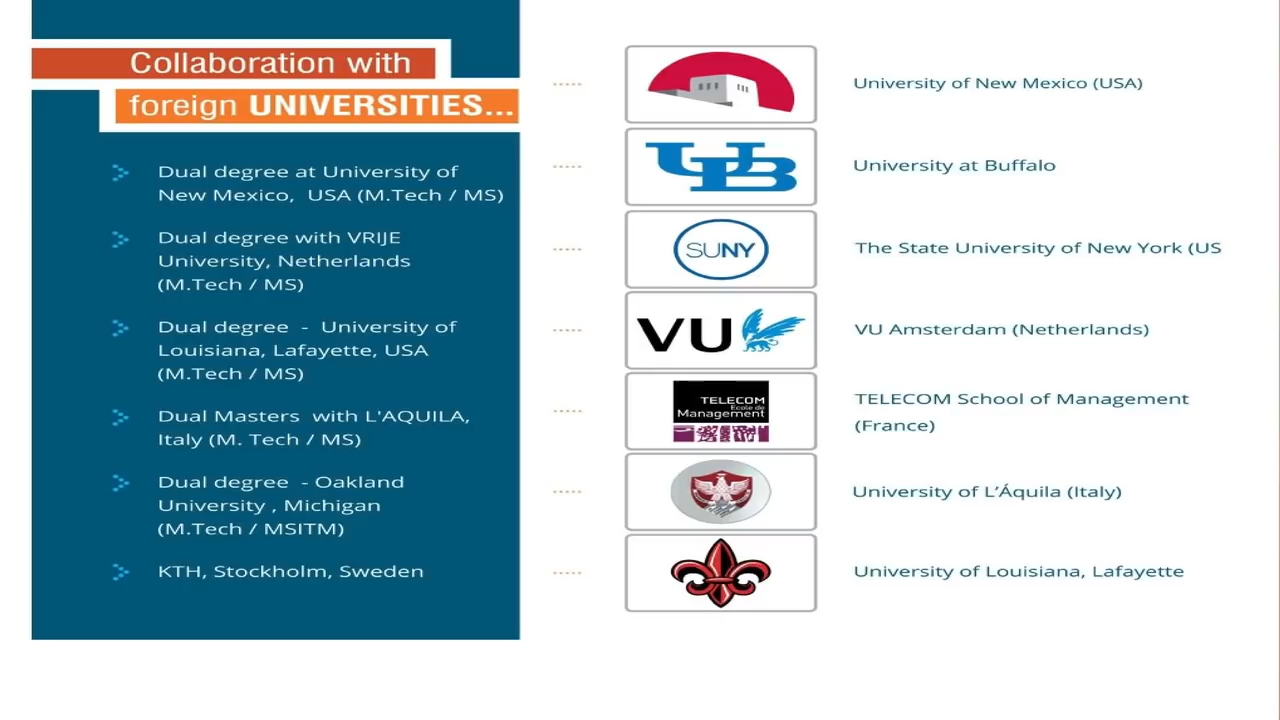 Collaboration with
foreign UNIVERSITIES...
Dual degree at University of
New Mexico, USA (M.Tech / MS)
Dual degree with VRIJE
University, Netherlands
(M.Tech / MS)
Dual degree - University of
Louisiana, Lafayette, USA
(M.Tech / MS)
Dual Masters with L'AQUILA,
Italy (M. Tech / MS)
Dual degree - Oakland
University , Michigan
(M.Tech / MSITM)
KTH, Stockholm, Sweden
University of New Mexico (USA)
UB
University at Buffalo
SUNY
The State University of New York (US
VU
VU Amsterdam (Netherlands)
TELECOM
Ecole de
Management
TELECOM School of Management
(France)
University of L’Áquila (Italy)
University of Louisiana, Lafayette